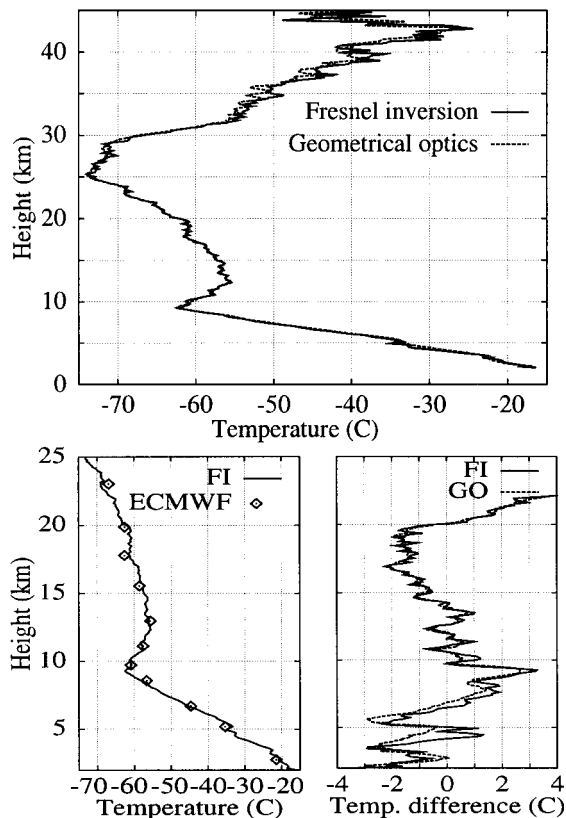 40
30
20
10
0
Height (km)
Fresnel inversion
Geometrical optics
-70 -60 -50 -40 -30 -20
Temperature (C)
25
20
15
10
5
Height (km)
FI
ECMWF
-70 -60 -50 -40 -30 -20
Temperature (C)
FI
GO
-4 -2 0 2 4
Temp. difference (C)